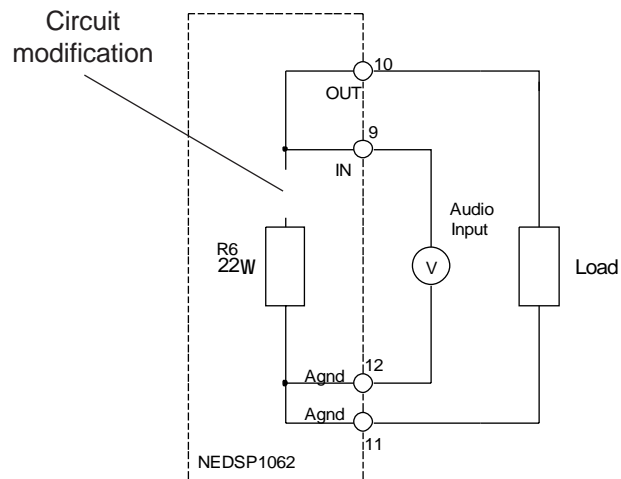 Circuit
modification
10
OUT
9
IN
Audio
Input
R6
22W
V
Load
12
Agnd
Agnd
11
NEDSP1062